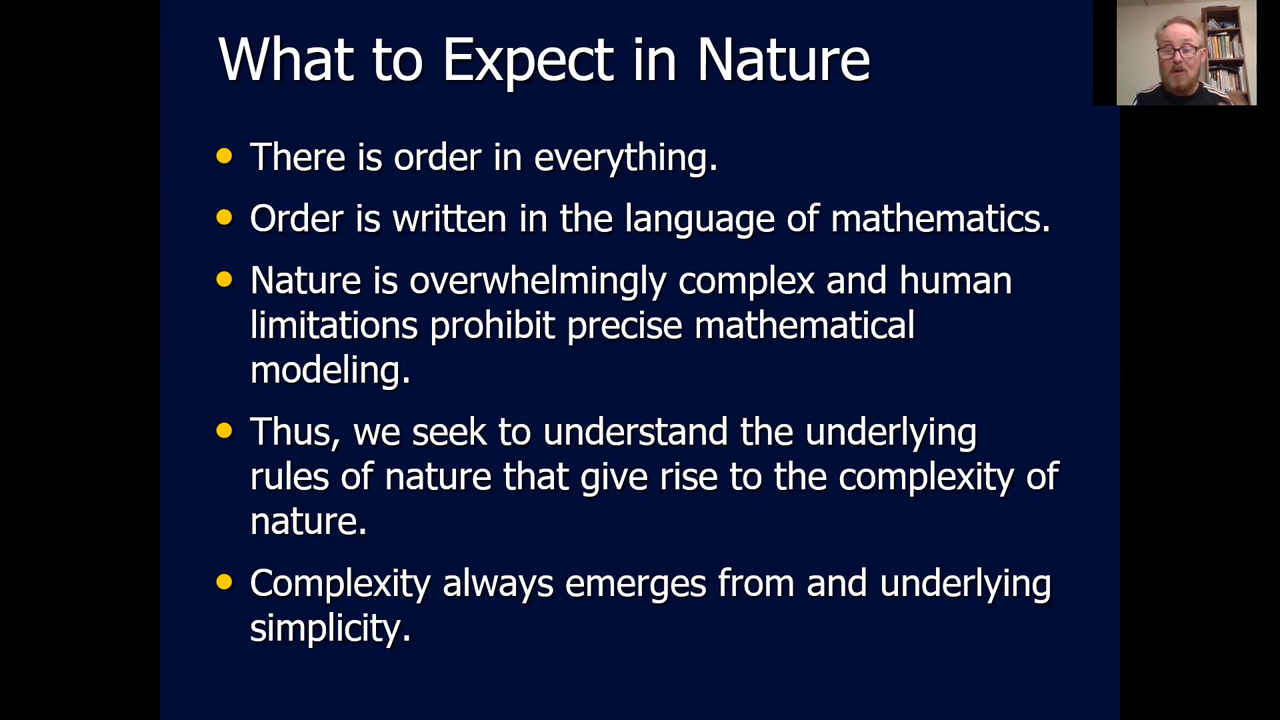 What to Expect in Nature
• There is order in everything.
• Order is written in the language of mathematics.
• Nature is overwhelmingly complex and human
limitations prohibit precise mathematical
modeling.
• Thus, we seek to understand the underlying
rules of nature that give rise to the complexity of
nature.
• Complexity always emerges from and underlying
simplicity.